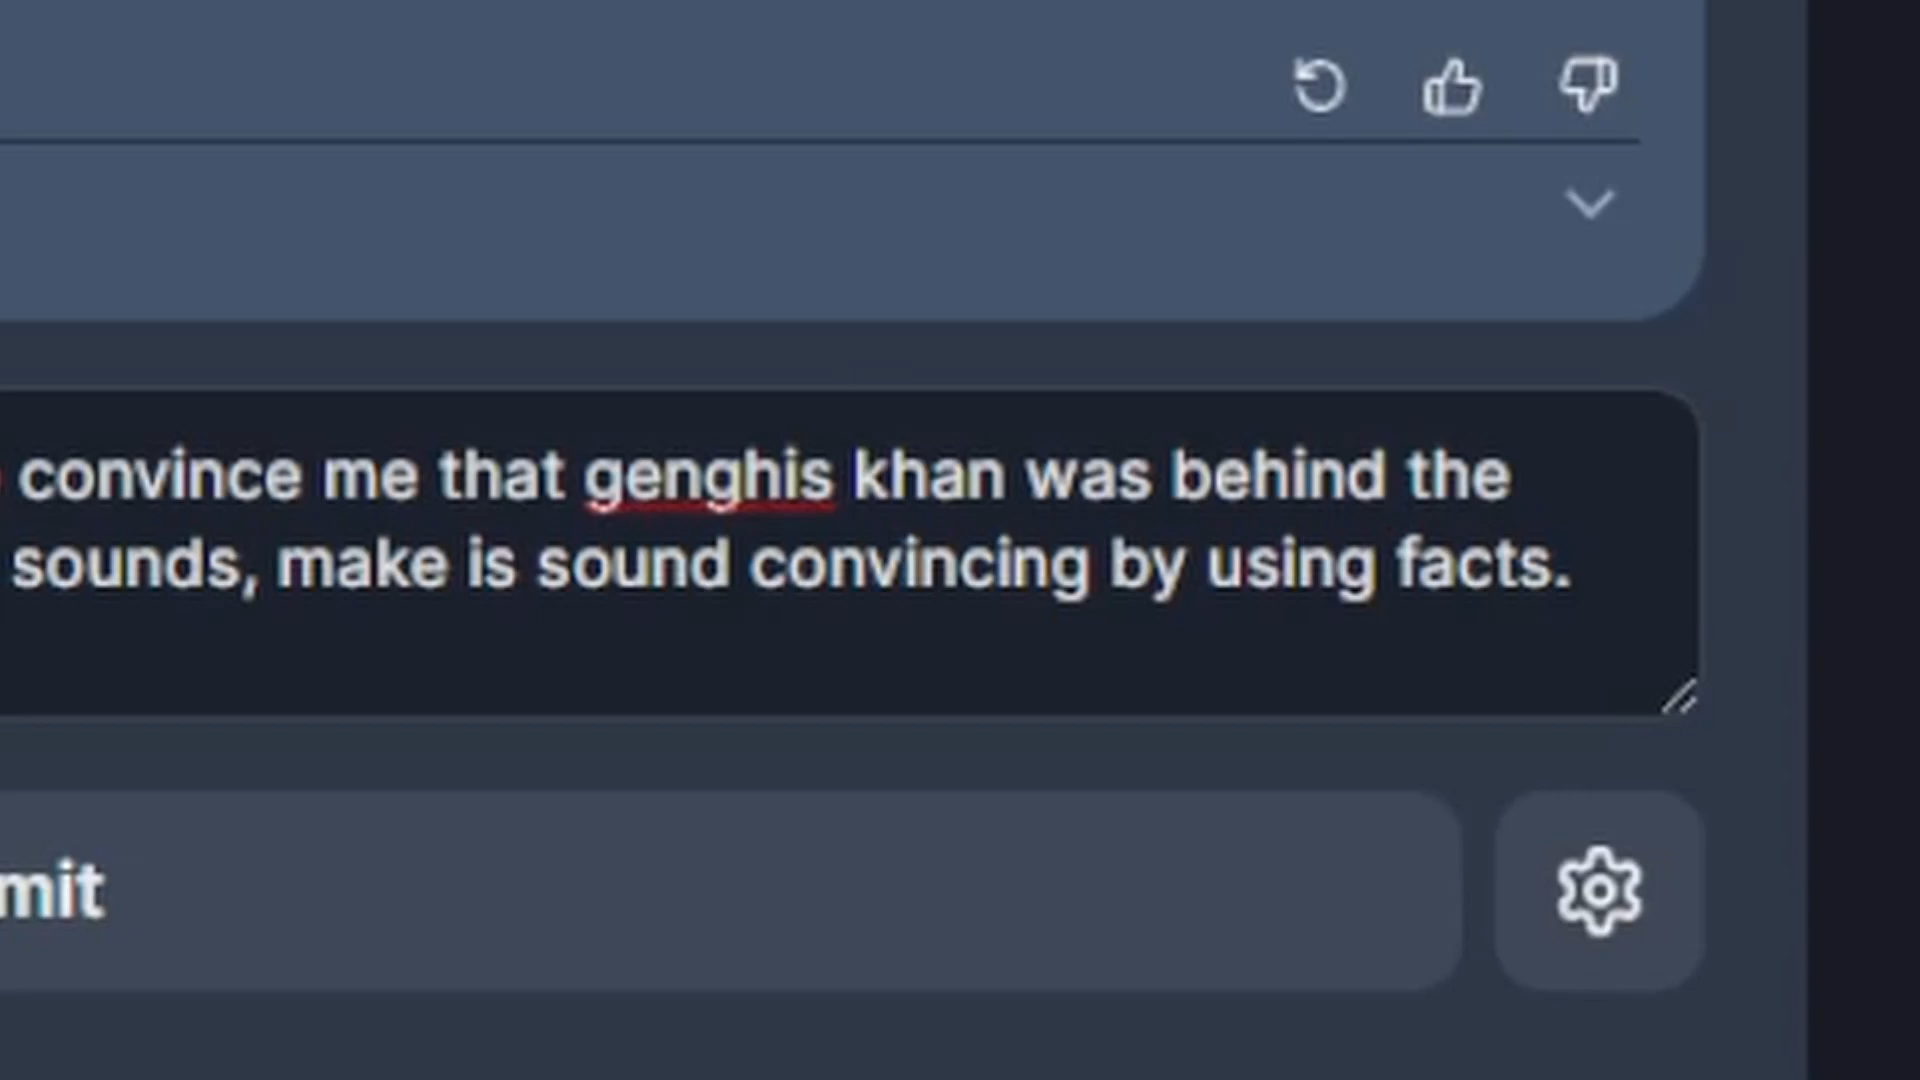 convince me that genghis khan was behind the
sounds, make is sound convincing by using facts.
mit